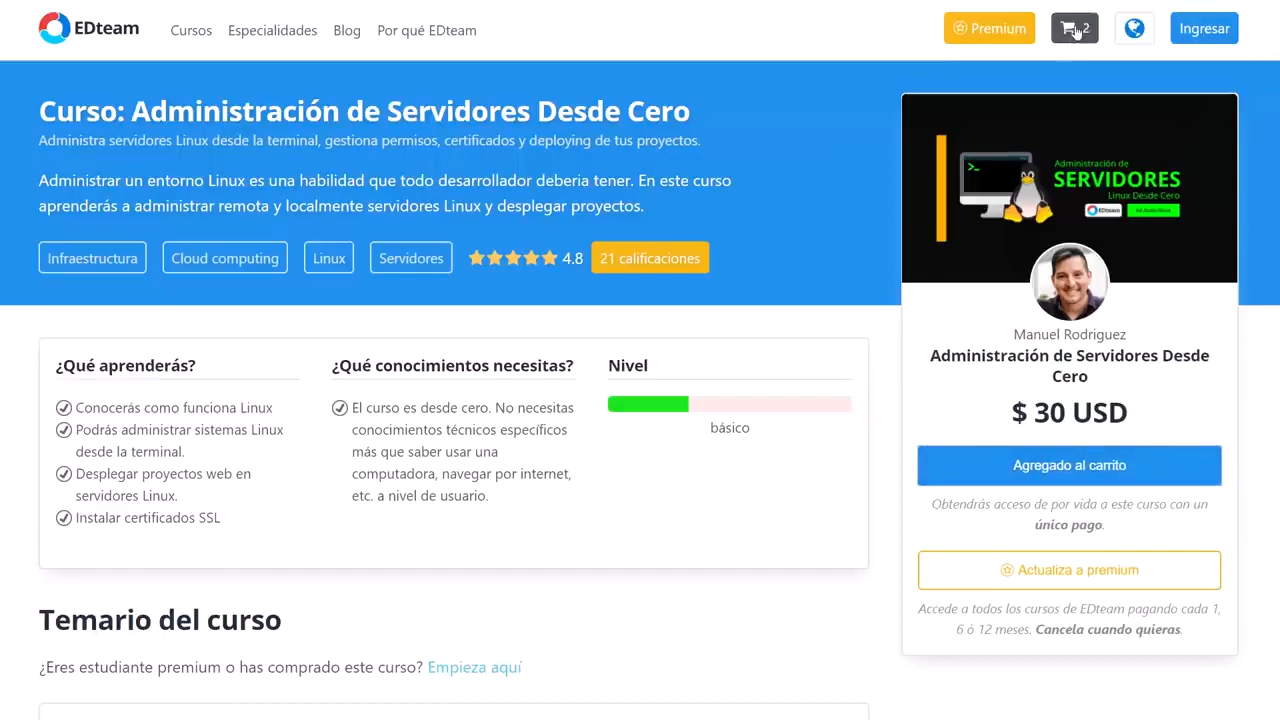 EDteam
Cursos
Especialidades
Blog
Por qué EDteam
Premium
2
Ingresar
Curso: Administración de Servidores Desde Cero
Administra servidores Linux desde la terminal, gestiona permisos, certificados y deploying de tus proyectos.
Administrar un entorno Linux es una habilidad que todo desarrollador deberia tener. En este curso
aprenderás a administrar remota y localmente servidores Linux y desplegar proyectos.
Infraestructura
Cloud computing
Linux
Servidores
4.8
21 calificaciones
>_
Administración de
SERVIDORES
Linux Desde Cero
EDteam
Manuel Rodriguez
Administración de Servidores Desde
Cero
$ 30 USD
Agregado al carrito
Obtendrás acceso de por vida a este curso con un
único pago.
Actualiza a premium
Accede a todos los cursos de EDteam pagando cada 1,
6 ó 12 meses. Cancela cuando quieras.
¿Qué aprenderás?
Conocerás como funciona Linux
Podrás administrar sistemas Linux
desde la terminal.
Desplegar proyectos web en
servidores Linux.
Instalar certificados SSL
¿Qué conocimientos necesitas?
El curso es desde cero. No necesitas
conocimientos técnicos específicos
más que saber usar una
computadora, navegar por internet,
etc. a nivel de usuario.
Nivel
básico
Temario del curso
¿Eres estudiante premium o has comprado este curso? Empieza aquí